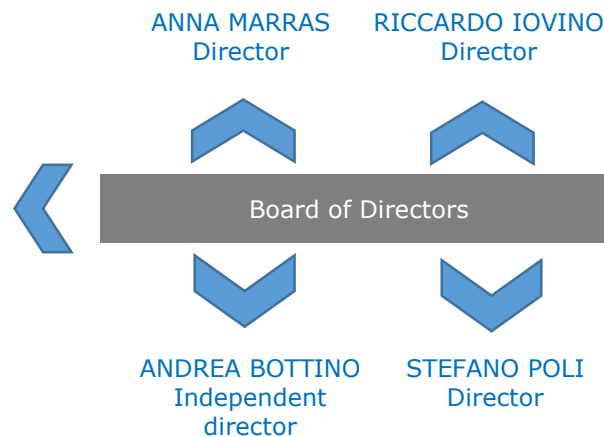 ANNA MARRAS
Director
RICCARDO IOVINO
Director
Board of Directors
ANDREA BOTTINO
Independent
director
STEFANO POLI
Director